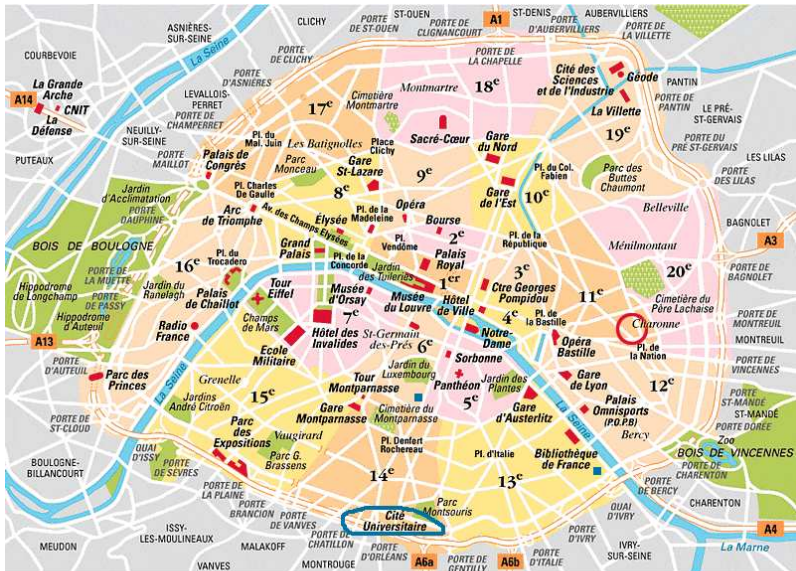 ASNIÈRES-
SUR-SEINE
CLICHY
ST-OUEN
PORTE
DE ST-OUEN
PORTE DE
CLIGNANCOURT
A1
ST-DENIS
PORTE
D'AUBERVILLIERS
AUBERVILLIERS
PORTE DE
LA VILLETTE
COURBEVOIE
La Seine
PORTE
DE CLICHY
PORTE
DE LA CHAPELLE
La Grande
Arche
A14
CNIT
La
Défense
PORTE
D'ASNIÈRES
LEVALLOIS-
PERRET
PORTE DE
CHAMPERRET
NEUILLY-
SUR-SEINE
PUTEAUX
PORTE
MAILLOT
17e
18e
Montmartre
Cimetière
Montmartre
Sacré-Cœur
Cité des
Sciences
et de l'Industrie
Géode
PANTIN
La Villette
PORTE DE
PANTIN
LE PRÉ-
ST-GERVAIS
19e
PORTE DU
PRÉ ST-GERVAIS
LES LILAS
PORTE
DES LILAS
Pl. du
Mal. Juin
Les Batignolles
Place
Clichy
Gare
du Nord
Palais de
Congrès
Parc
Monceau
Gare
St-Lazare
9e
Pl. du Col.
Fabien
Parc des
Buttes
Chaumont
Jardin
d'Acclimatation
PORTE
DAUPHINE
Pl. Charles
De Gaulle
8e
Gare
de l'Est
10e
Belleville
Arc
de Triomphe
Av. des Champs Elysées
Élysée
Pl. de la
Madeleine
Opéra
Bourse
Pl. de la
République
BAGNOLET
A3
BOIS DE BOULOGNE
Pl.
Vendôme
2e
Ménilmontant
PORTE DE
LA MUETTE
16e
Pl. du
Trocadero
Grand
Palais
Pl. de la
Concorde
Palais
Royal
3e
20e
PORTE
DE BAGNOLET
Hippodrome
de Longchamp
PORTE
DE PASSY
Jardin du
Ranelagh
Palais
de Chaillot
Tour
Eiffel
Musée
d'Orsay
Jardin
des Tuileries
1er
Ctre Georges
Pompidou
11e
Cimetière du
Père Lachaise
Musée
du Louvre
Hôtel
de Ville
4e
Pl. de
la Bastille
Charonne
PORTE DE
MONTREUIL
Hippodrome
d'Auteuil
Radio
France
Champs
de Mars
7e
Hôtel des
Invalides
St-Germain
des-Prés
6e
Notre-
Dame
Opéra
Bastille
Pl. de
la Nation
MONTREUIL
A13
PORTE
D'AUTEUIL
Ecole
Militaire
Sorbonne
PORTE DE
VINCENNES
Parc des
Princes
La Seine
Grenelle
Tour
Montparnasse
Jardin du
Luxembourg
Panthéon
Jardin des
Plantes
Gare
de Lyon
12e
15e
Jardins
André Citroën
5e
Palais
Omnisports
(P.O.P.B)
PORTE
ST-MANDÉ
ST-MANDÉ
PORTE DE
ST-CLOUD
Gare
Montparnasse
Cimetière du
Montparnasse
Gare
d'Austerlitz
La Seine
Bercy
PORTE DORÉE
Zoo
Parc
des
Expositions
Vaugirard
Pl. Denfert
Rochereau
Pl. d'Italie
Bibliothèque
de France
BOIS DE VINCENNES
QUAI
D'ISSY
PORTE
DE SEVRES
Parc G.
Brassens
14e
13e
PORTE
DE BERCY
PORTE
DE CHARENTON
BOULOGNE-
BILLANCOURT
PORTE DE
LA PLAINE
Parc
Montsouris
QUAI
D'IVRY
CHARENTON
PORTE
BRANCION
PORTE
DE VANVES
Cité
Universitaire
A4
ISSY-
LES-MOULINEAUX
PORTE DE
CHATILLON
PORTE
D'ORLÉANS
PORTE DE
GENTILLY
PORTE
D'ITALIE
IVRY-
SUR-SEINE
La Marne
MEUDON
VANVES
MALAKOFF
MONTROUGE
A6a
A6b